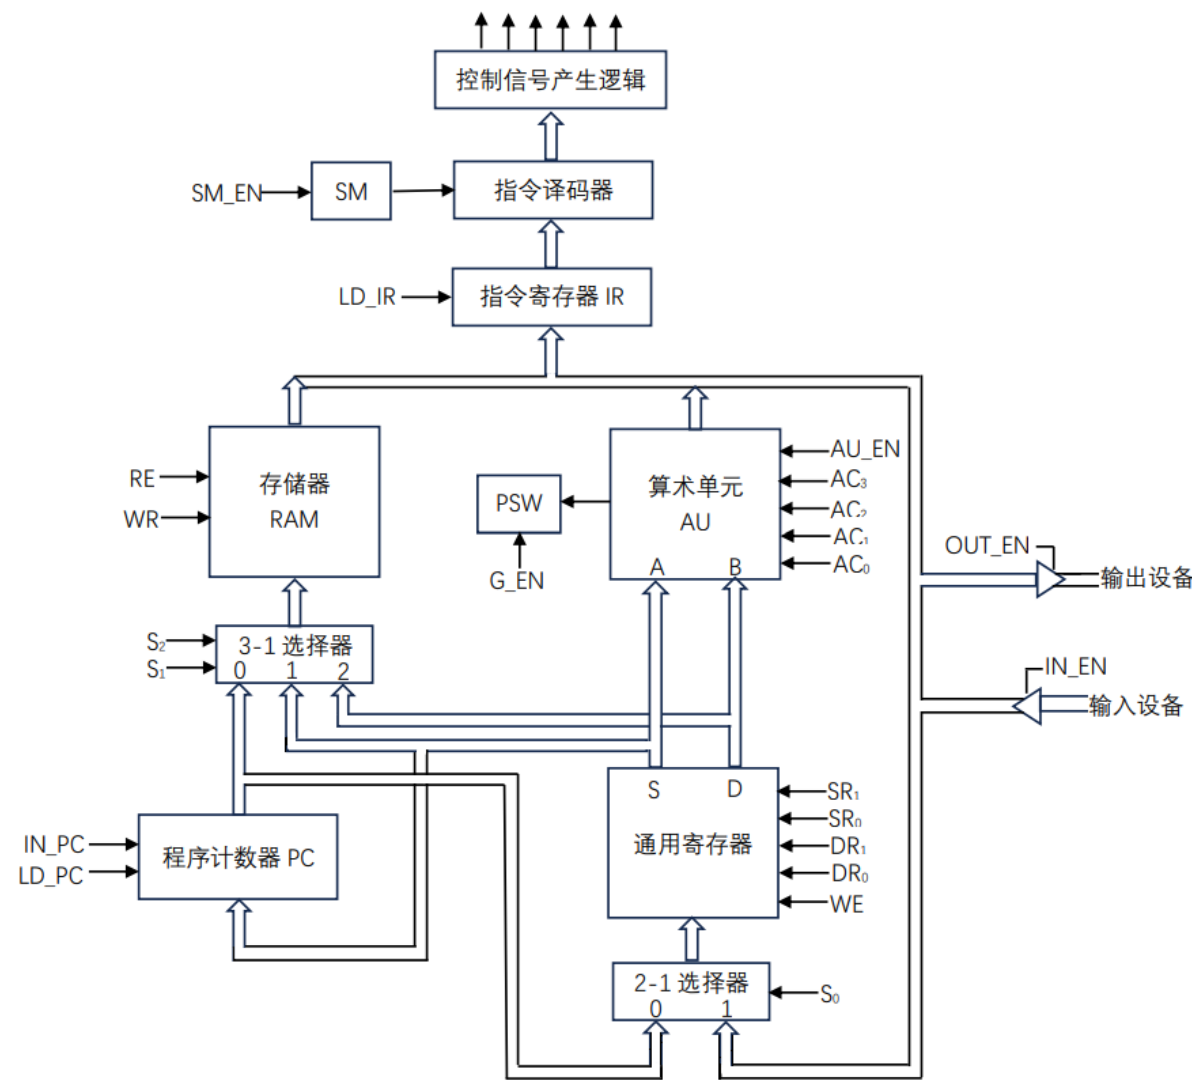 控制信号产生逻辑
SM_EN
SM
指令译码器
LD_IR
指令寄存器 IR
RE
WR
存储器
RAM
PSW
G_EN
算术单元
AU
A
B
AU_EN
AC₃
AC₂
AC₁
AC₀
OUT_EN
输出设备
IN_EN
输入设备
S₂
S₁
3-1 选择器
0
1
2
IN_PC
LD_PC
程序计数器 PC
S
D
通用寄存器
SR₁
SR₀
DR₁
DR₀
WE
2-1 选择器
0
1
S₀